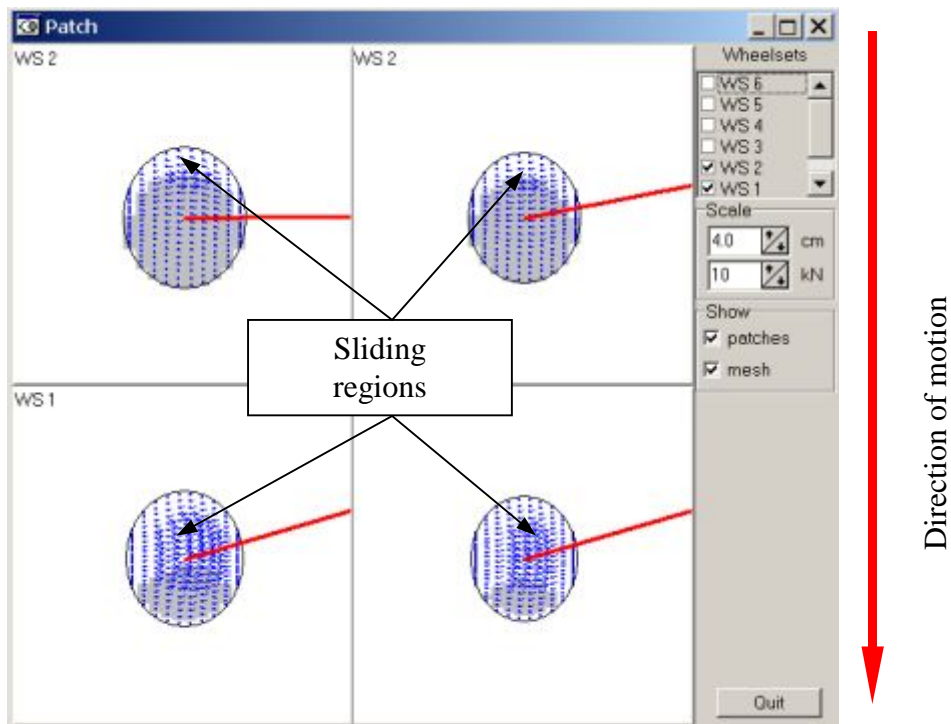 Patch
WS 2
WS 2
WS 1
Sliding
regions
Wheelsets
WS 6
WS 5
WS 4
WS 3
WS 2
WS 1
Scale
4.0 cm
10 kN
Show
patches
mesh
Quit
Direction of motion